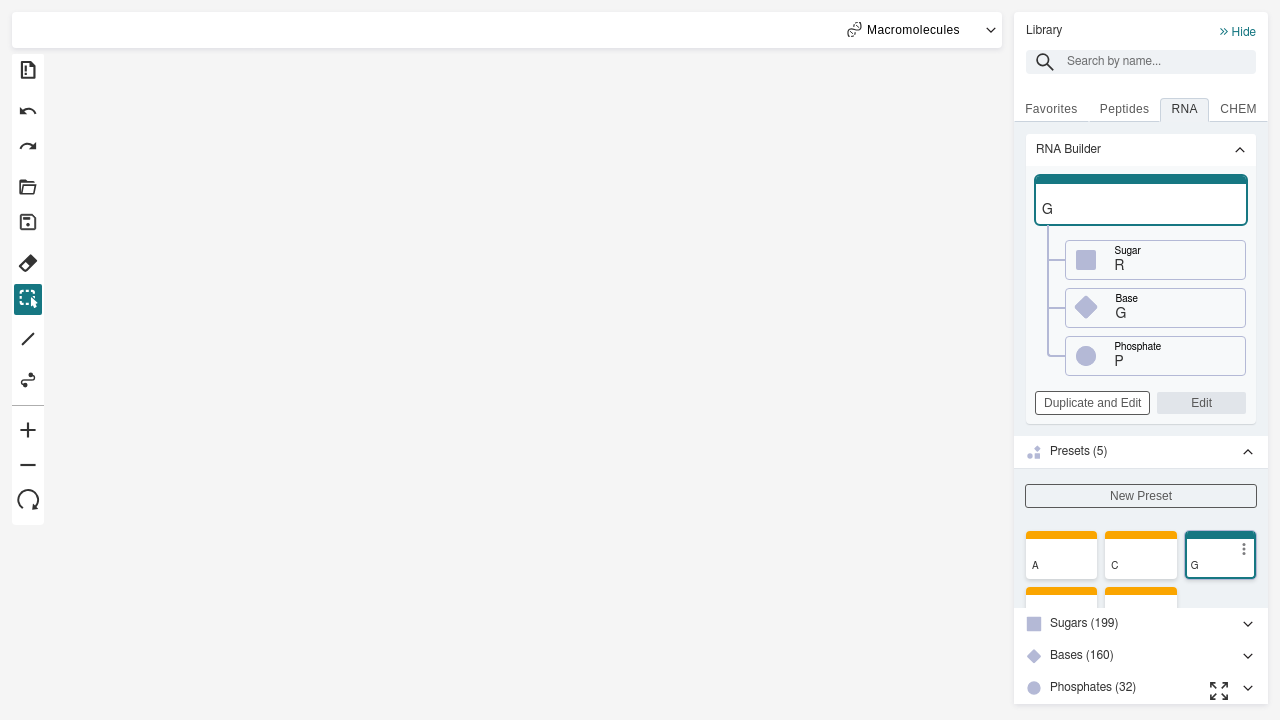 Macromolecules
Library
Hide
Search by name...
Favorites
Peptides
RNA
CHEM
RNA Builder
G
Sugar
R
Base
G
Phosphate
P
Duplicate and Edit
Edit
Presets (5)
New Preset
A
C
G
Sugars (199)
Bases (160)
Phosphates (32)